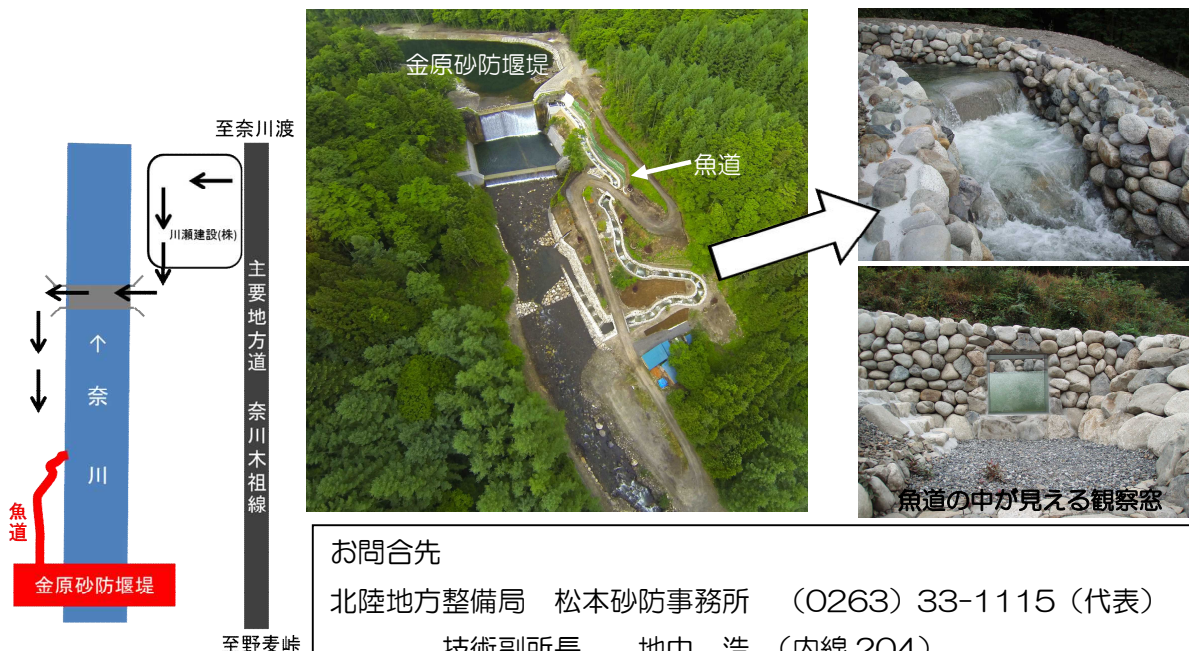 至奈川渡
川瀬建設(株)
主要地方道 奈川木祖線
↑奈川
魚道
金原砂防堰堤
至野麦峠
金原砂防堰堤
魚道
魚道の中が見える観察窓
お問合先
北陸地方整備局 松本砂防事務所 (0263) 33-1115 (代表)
技術副所長 地中 浩 (内線 204)